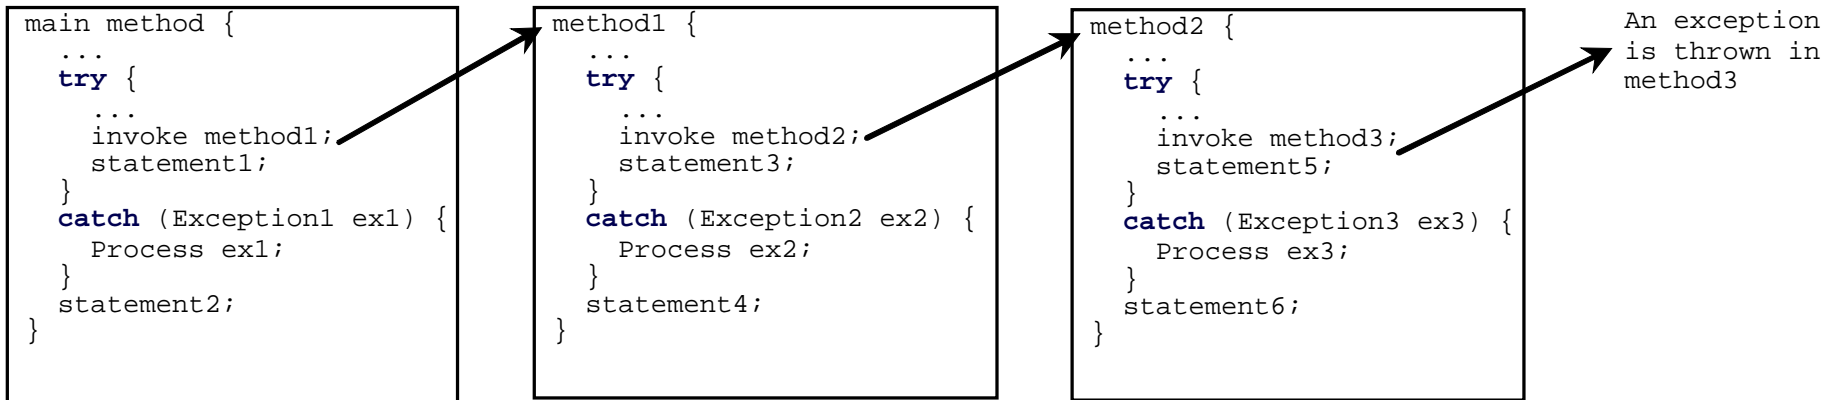 main method {
  ...
  try {
    ...
    invoke method1;
    statement1;
  }
  catch (Exception1 ex1) {
    Process ex1;
  }
  statement2;
}
method1 {
  ...
  try {
    ...
    invoke method2;
    statement3;
  }
  catch (Exception2 ex2) {
    Process ex2;
  }
  statement4;
}
method2 {
  ...
  try {
    ...
    invoke method3;
    statement5;
  }
  catch (Exception3 ex3) {
    Process ex3;
  }
  statement6;
}
An exception
is thrown in
method3